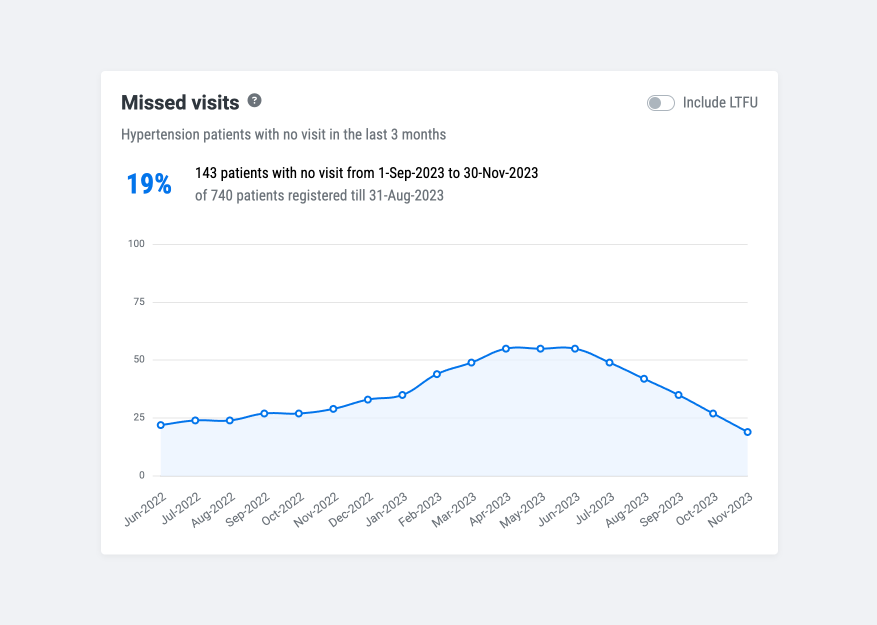 Missed visits ?
Include LTFU
Hypertension patients with no visit in the last 3 months
19%
143 patients with no visit from 1-Sep-2023 to 30-Nov-2023
of 740 patients registered till 31-Aug-2023
100
75
50
25
0
Jun-2022
Jul-2022
Aug-2022
Sep-2022
Oct-2022
Nov-2022
Dec-2022
Jan-2023
Feb-2023
Mar-2023
Apr-2023
May-2023
Jun-2023
Jul-2023
Aug-2023
Sep-2023
Oct-2023
Nov-2023